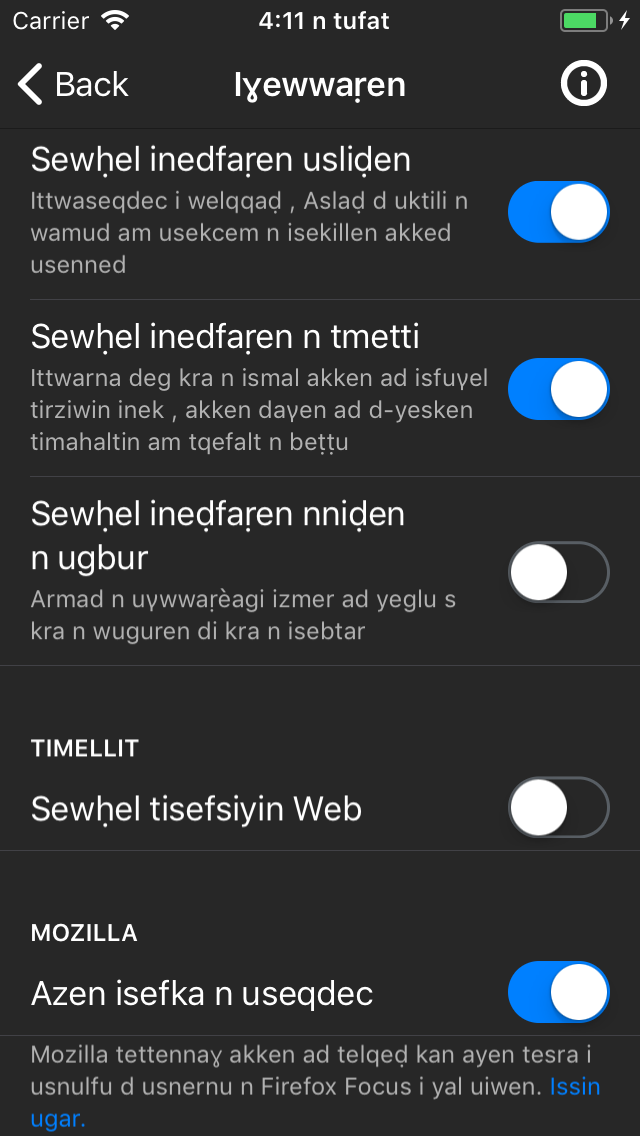 Carrier 4:11 n tufat
Back Iɣewwaṛen
Sewḥel inedfaṛen usliḍen
Ittwaseqdec i welqqaḍ , Aslaḍ d uktili n
wamud am usekcem n isekillen akked
usenned
Sewḥel inedfaṛen n tmetti
Ittwarna deg kra n ismal akken ad isfuyel
tirziwin inek , akken dayen ad d-yesken
timahaltin am tqefalt n beṭṭu
Sewḥel ineḍfaṛen nniḍen
n ugbur
Armad n uγwwaṛèagi izmer ad yeglu s
kra n wuguren di kra n isebtar
TIMELLIT
Sewḥel tisefsiyin Web
MOZILLA
Azen isefka n useqdec
Mozilla tettennaɣ akken ad telqeḍ kan ayen tesra i
usnulfu d usnernu n Firefox Focus i yal uiwen. Issin
ugar.